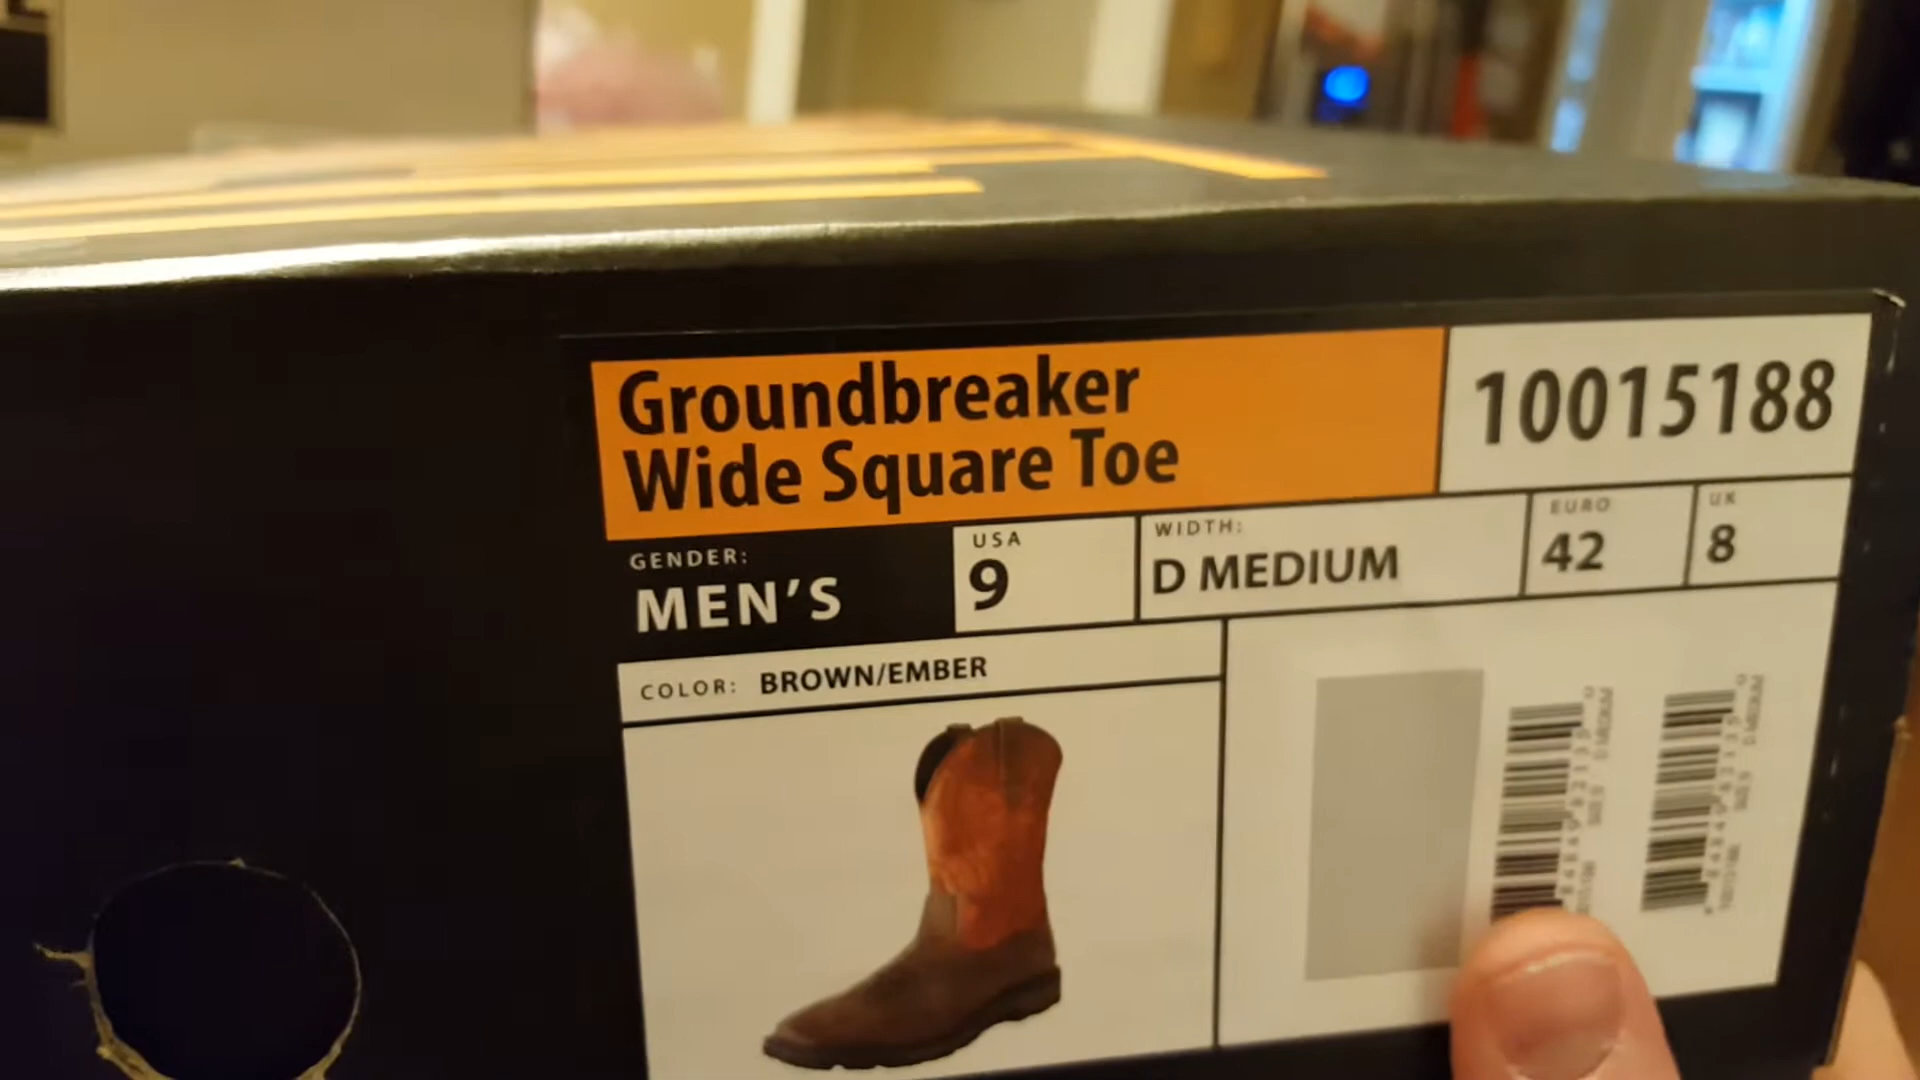 Groundbreaker
Wide Square Toe
10015188
GENDER:
MEN'S
USA
9
WIDTH:
D MEDIUM
EURO
42
UK
8
COLOR: BROWN/EMBER